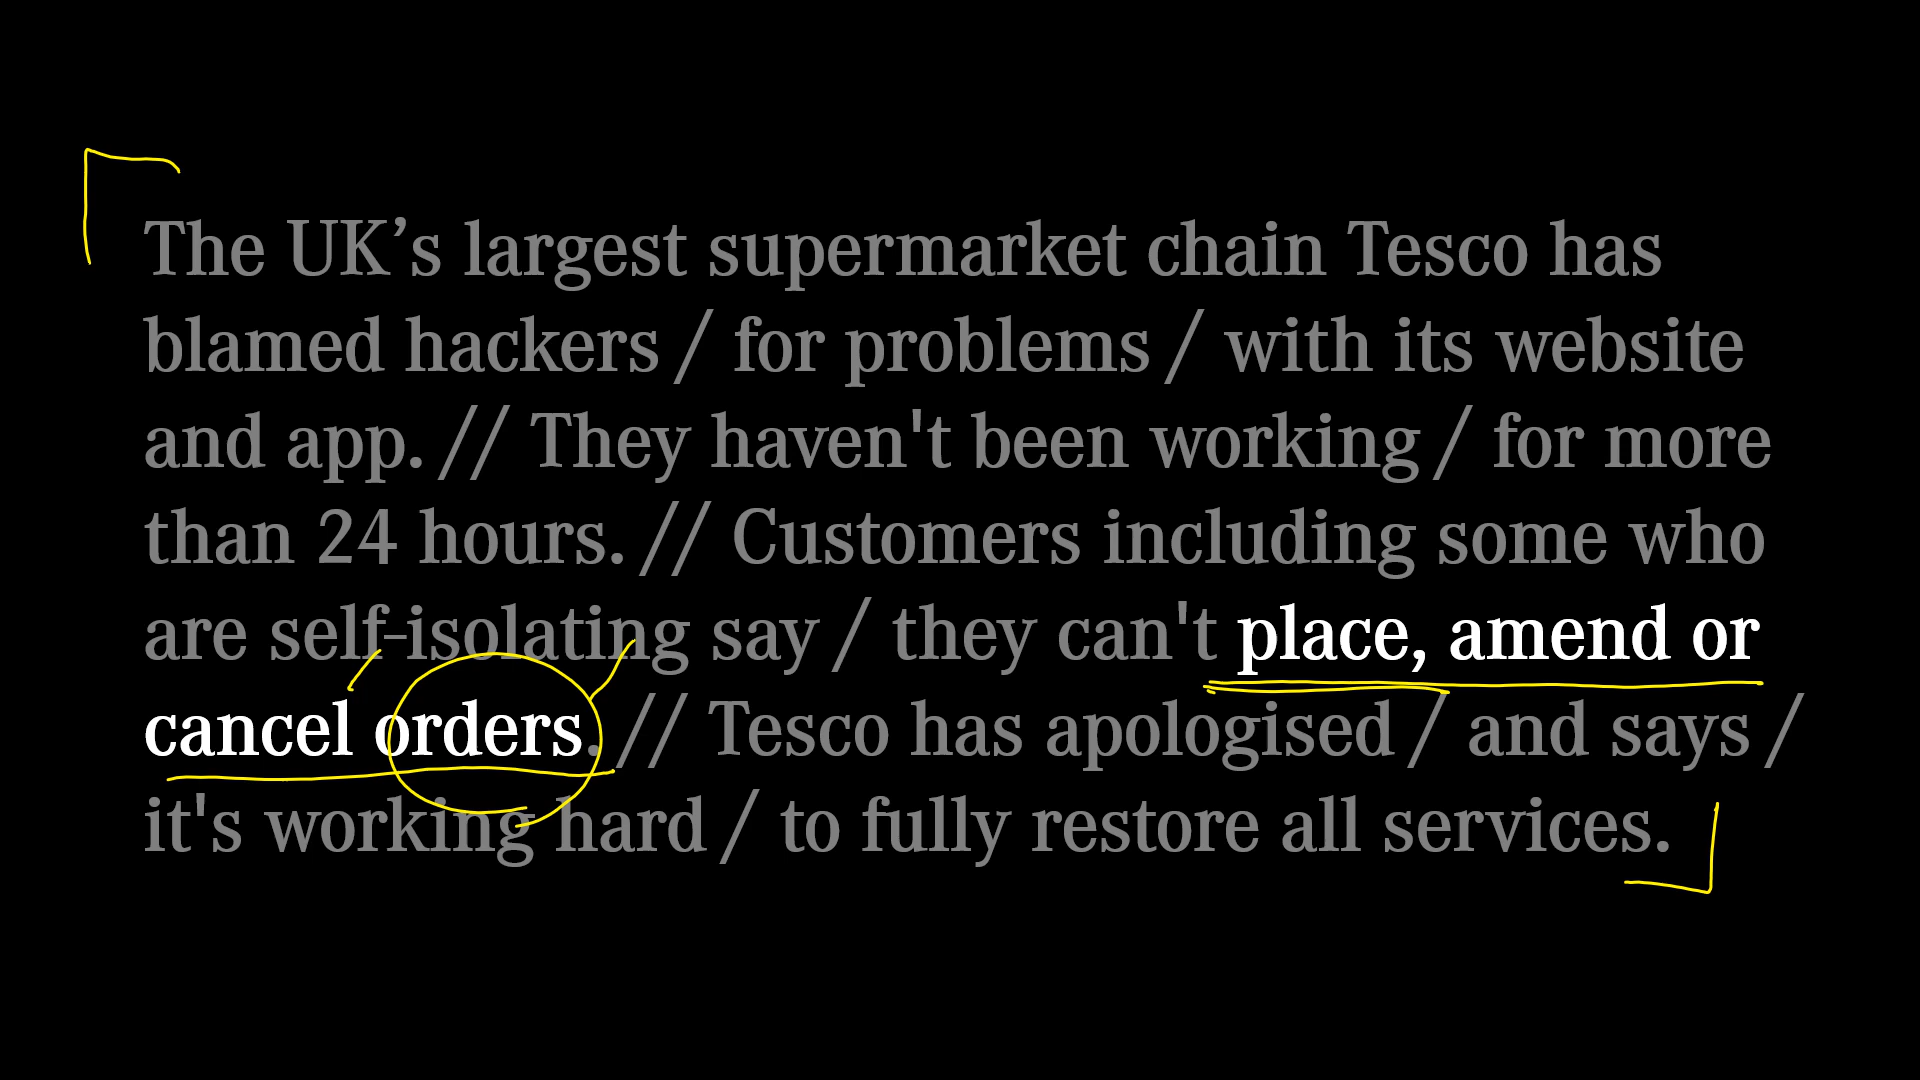 The UK’s largest supermarket chain Tesco has
blamed hackers / for problems / with its website
and app. // They haven't been working / for more
than 24 hours. // Customers including some who
are self-isolating say / they can't place, amend or
cancel orders. // Tesco has apologised / and says /
it's working hard / to fully restore all services.